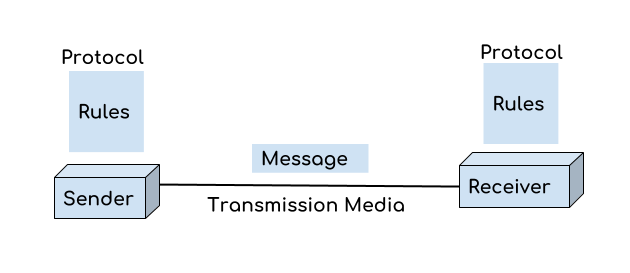 Protocol
Rules
Sender
Message
Transmission Media
Protocol
Rules
Receiver